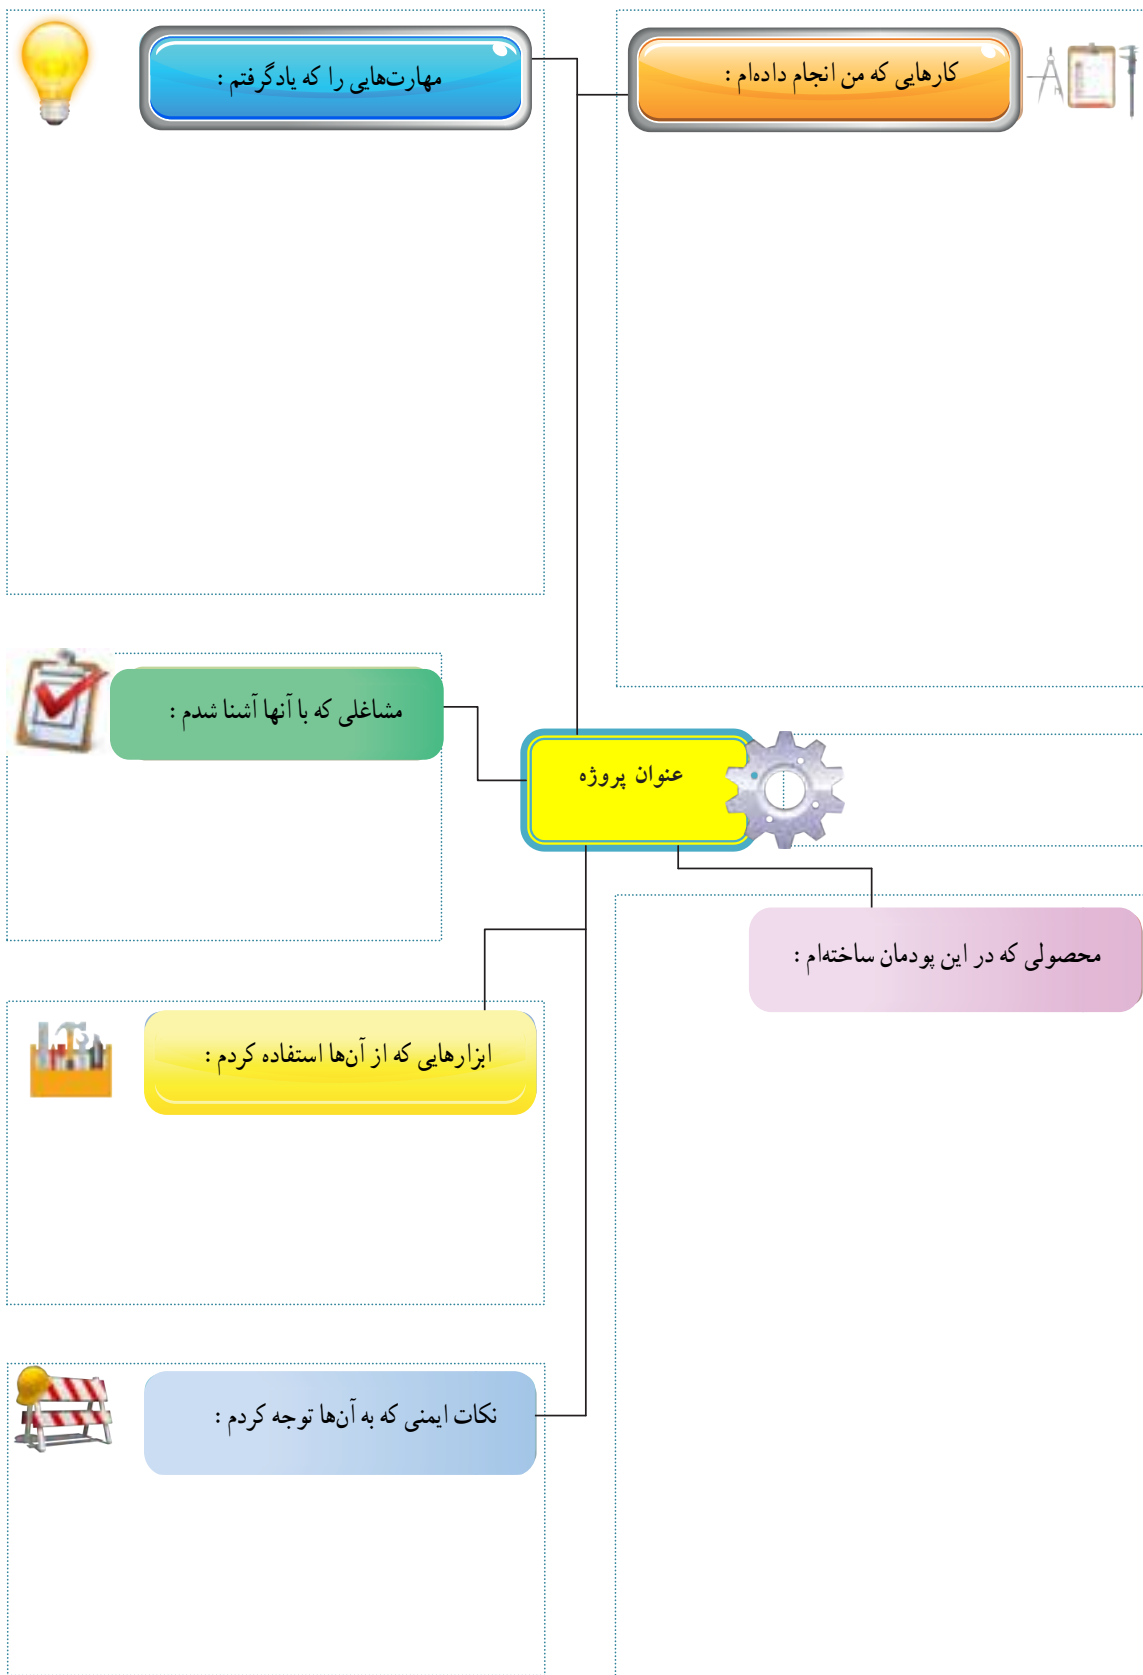 کارهایی که من انجام داده‌ام :
مهارت‌هایی را که یادگرفتم :
مشاغلی که با آنها آشنا شدم :
عنوان پروژه
محصولی که در این پودمان ساخته‌ام :
ابزارهایی که از آن‌ها استفاده کردم :
نکات ایمنی که به آن‌ها توجه کردم :